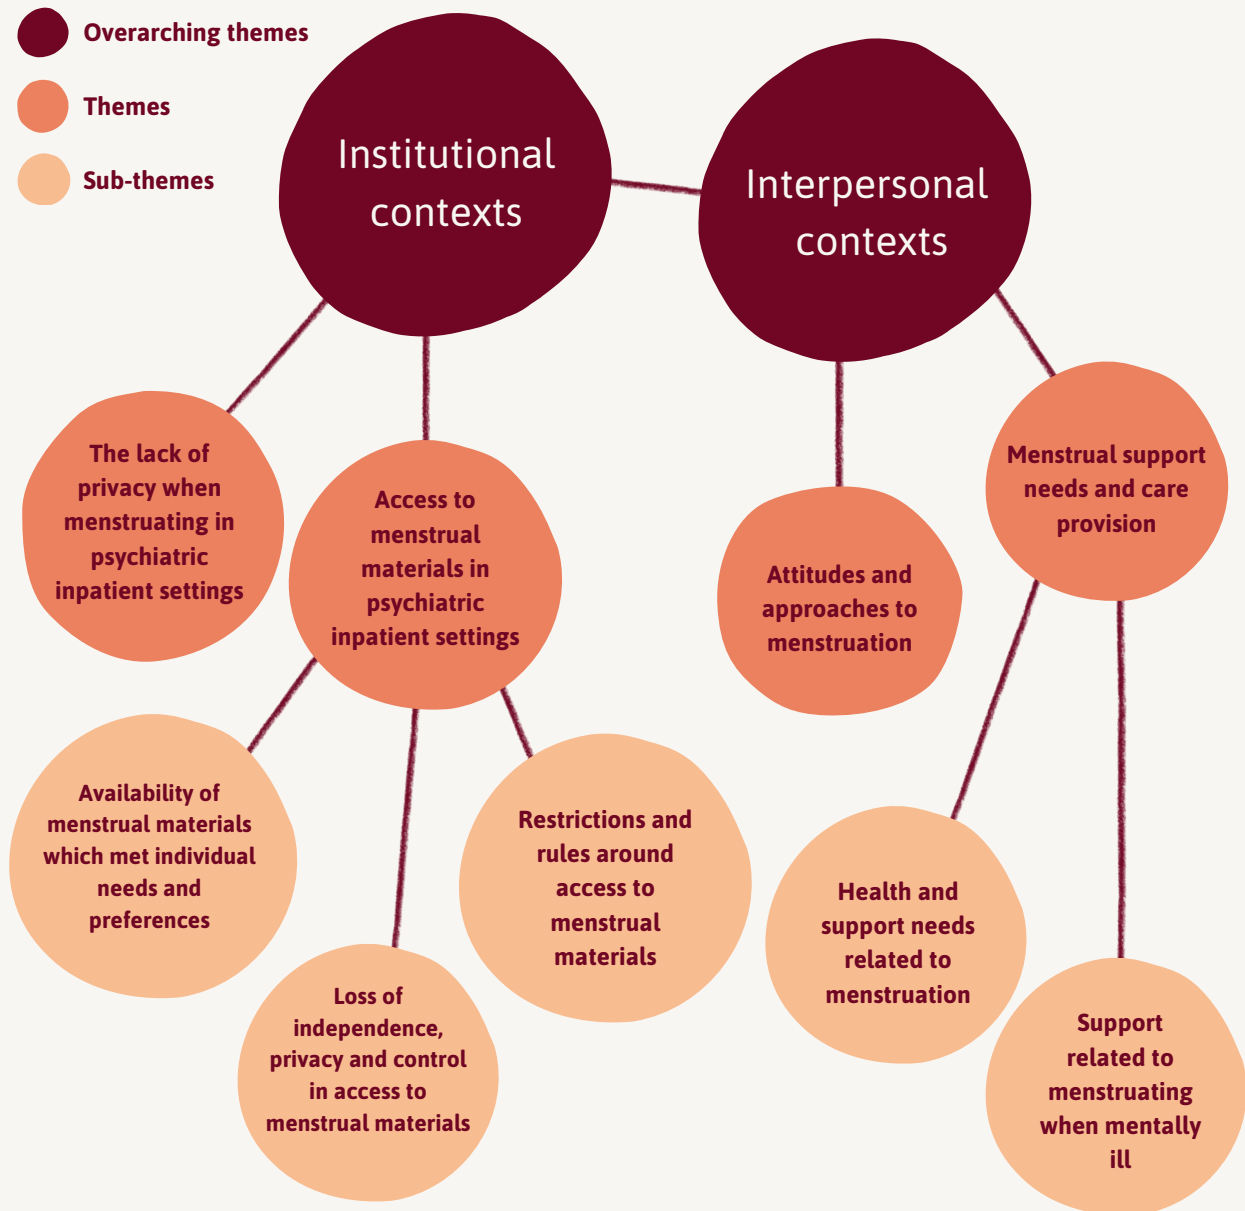 Overarching themes
Themes
Sub-themes
Institutional
contexts
Interpersonal
contexts
The lack of
privacy when
menstruating in
psychiatric
inpatient settings
Access to
menstrual
materials in
psychiatric
inpatient settings
Attitudes and
approaches to
menstruation
Menstrual support
needs and care
provision
Availability of
menstrual materials
which met individual
needs and
preferences
Loss of
independence,
privacy and control
in access to
menstrual materials
Restrictions and
rules around
access to
menstrual
materials
Health and
support needs
related to
menstruation
Support
related to
menstruating
when mentally
ill